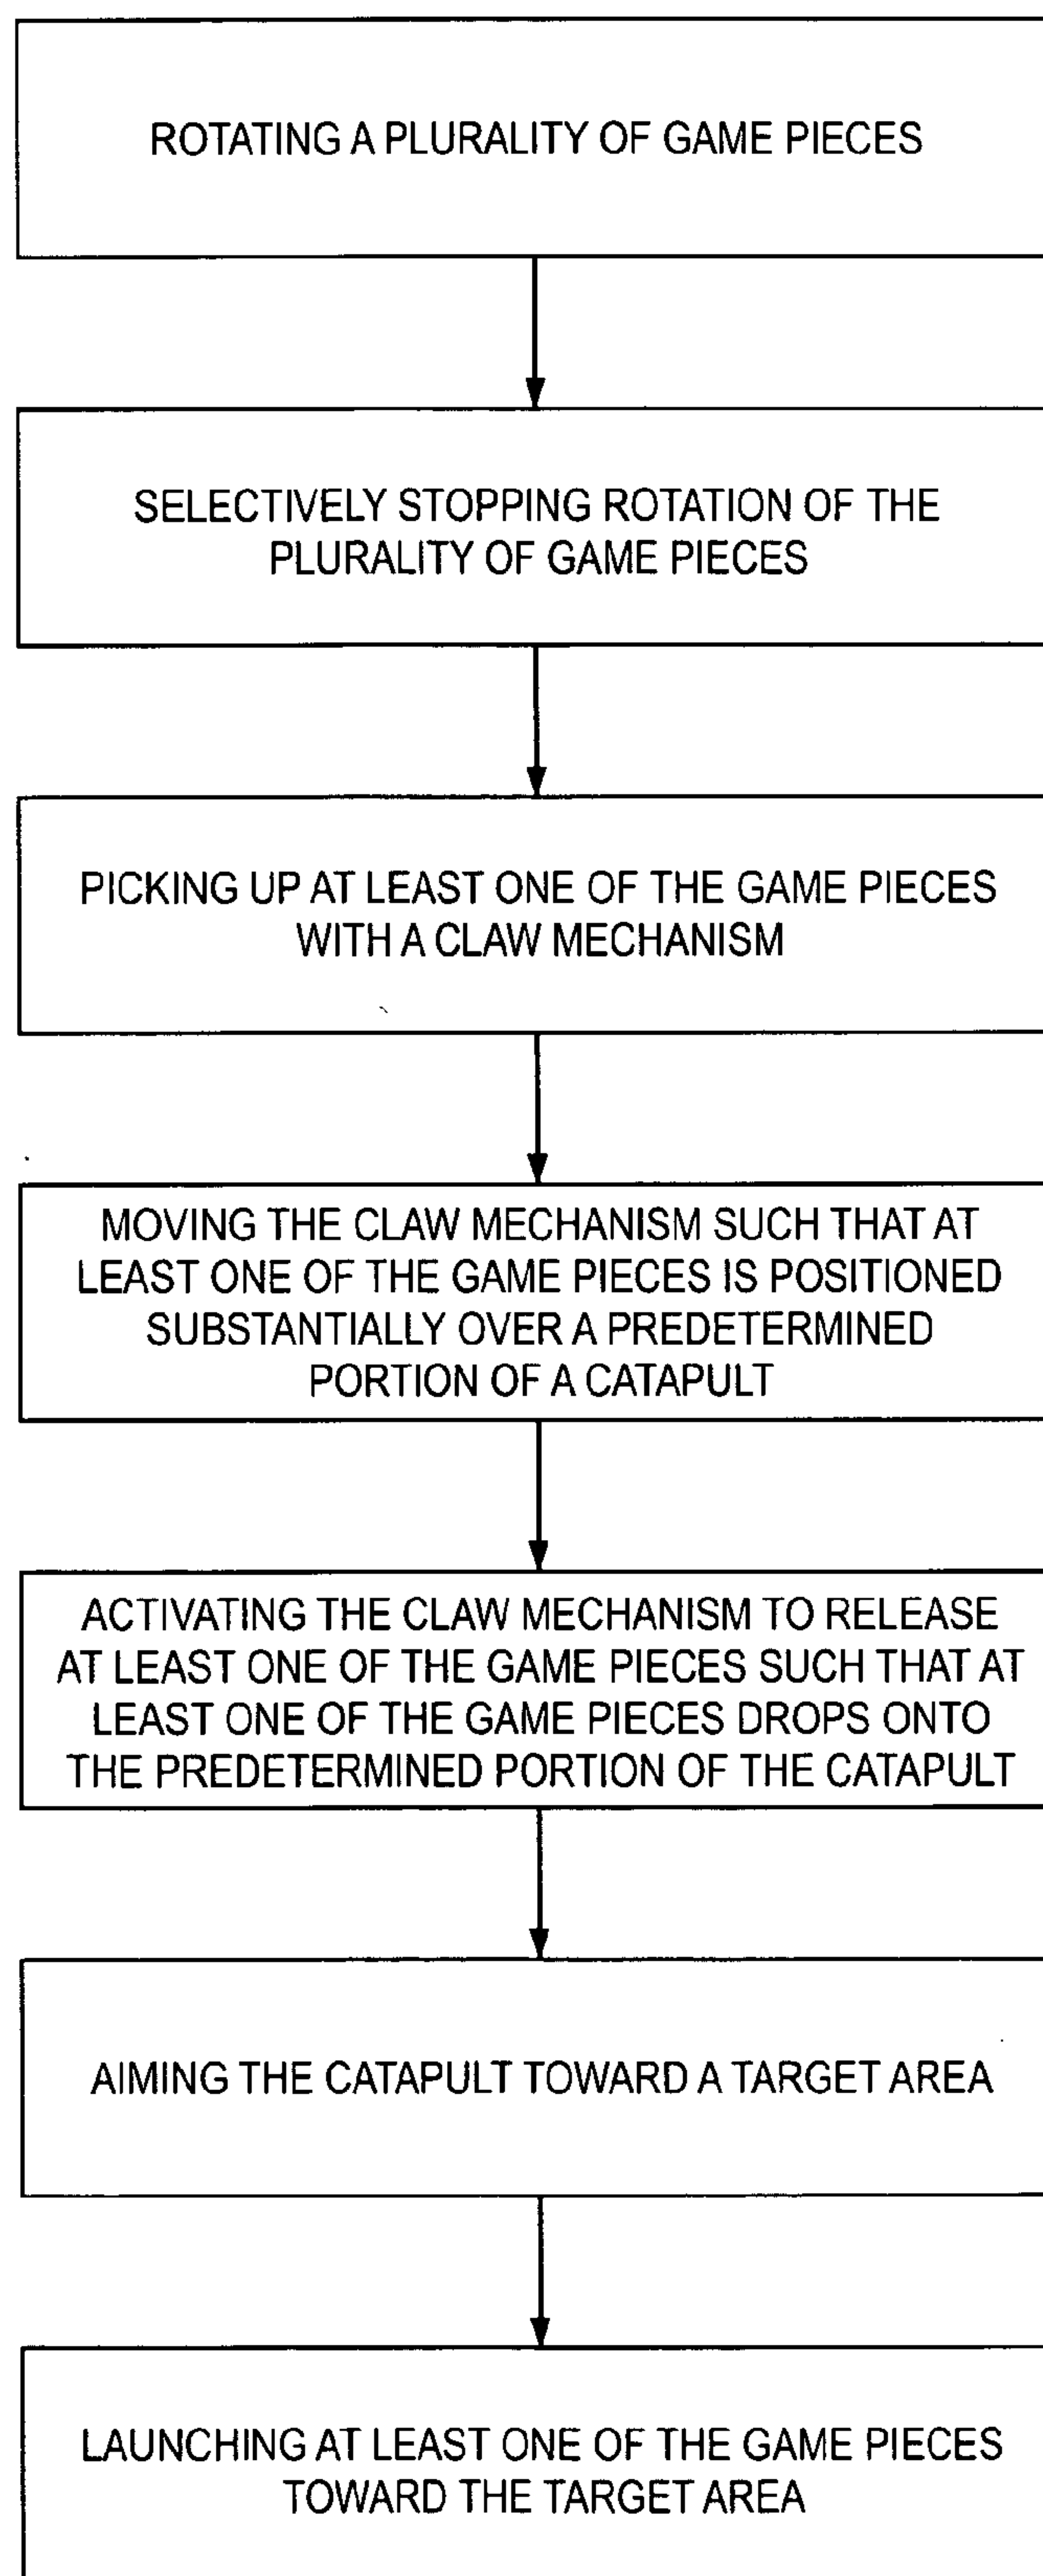 ROTATING A PLURALITY OF GAME PIECES
SELECTIVELY STOPPING ROTATION OF THE
PLURALITY OF GAME PIECES
PICKING UP AT LEAST ONE OF THE GAME PIECES
WITH A CLAW MECHANISM
MOVING THE CLAW MECHANISM SUCH THAT AT
LEAST ONE OF THE GAME PIECES IS POSITIONED
SUBSTANTIALLY OVER A PREDETERMINED
PORTION OF A CATAPULT
ACTIVATING THE CLAW MECHANISM TO RELEASE
AT LEAST ONE OF THE GAME PIECES SUCH THAT AT
LEAST ONE OF THE GAME PIECES DROPS ONTO
THE PREDETERMINED PORTION OF THE CATAPULT
AIMING THE CATAPULT TOWARD A TARGET AREA
LAUNCHING AT LEAST ONE OF THE GAME PIECES
TOWARD THE TARGET AREA